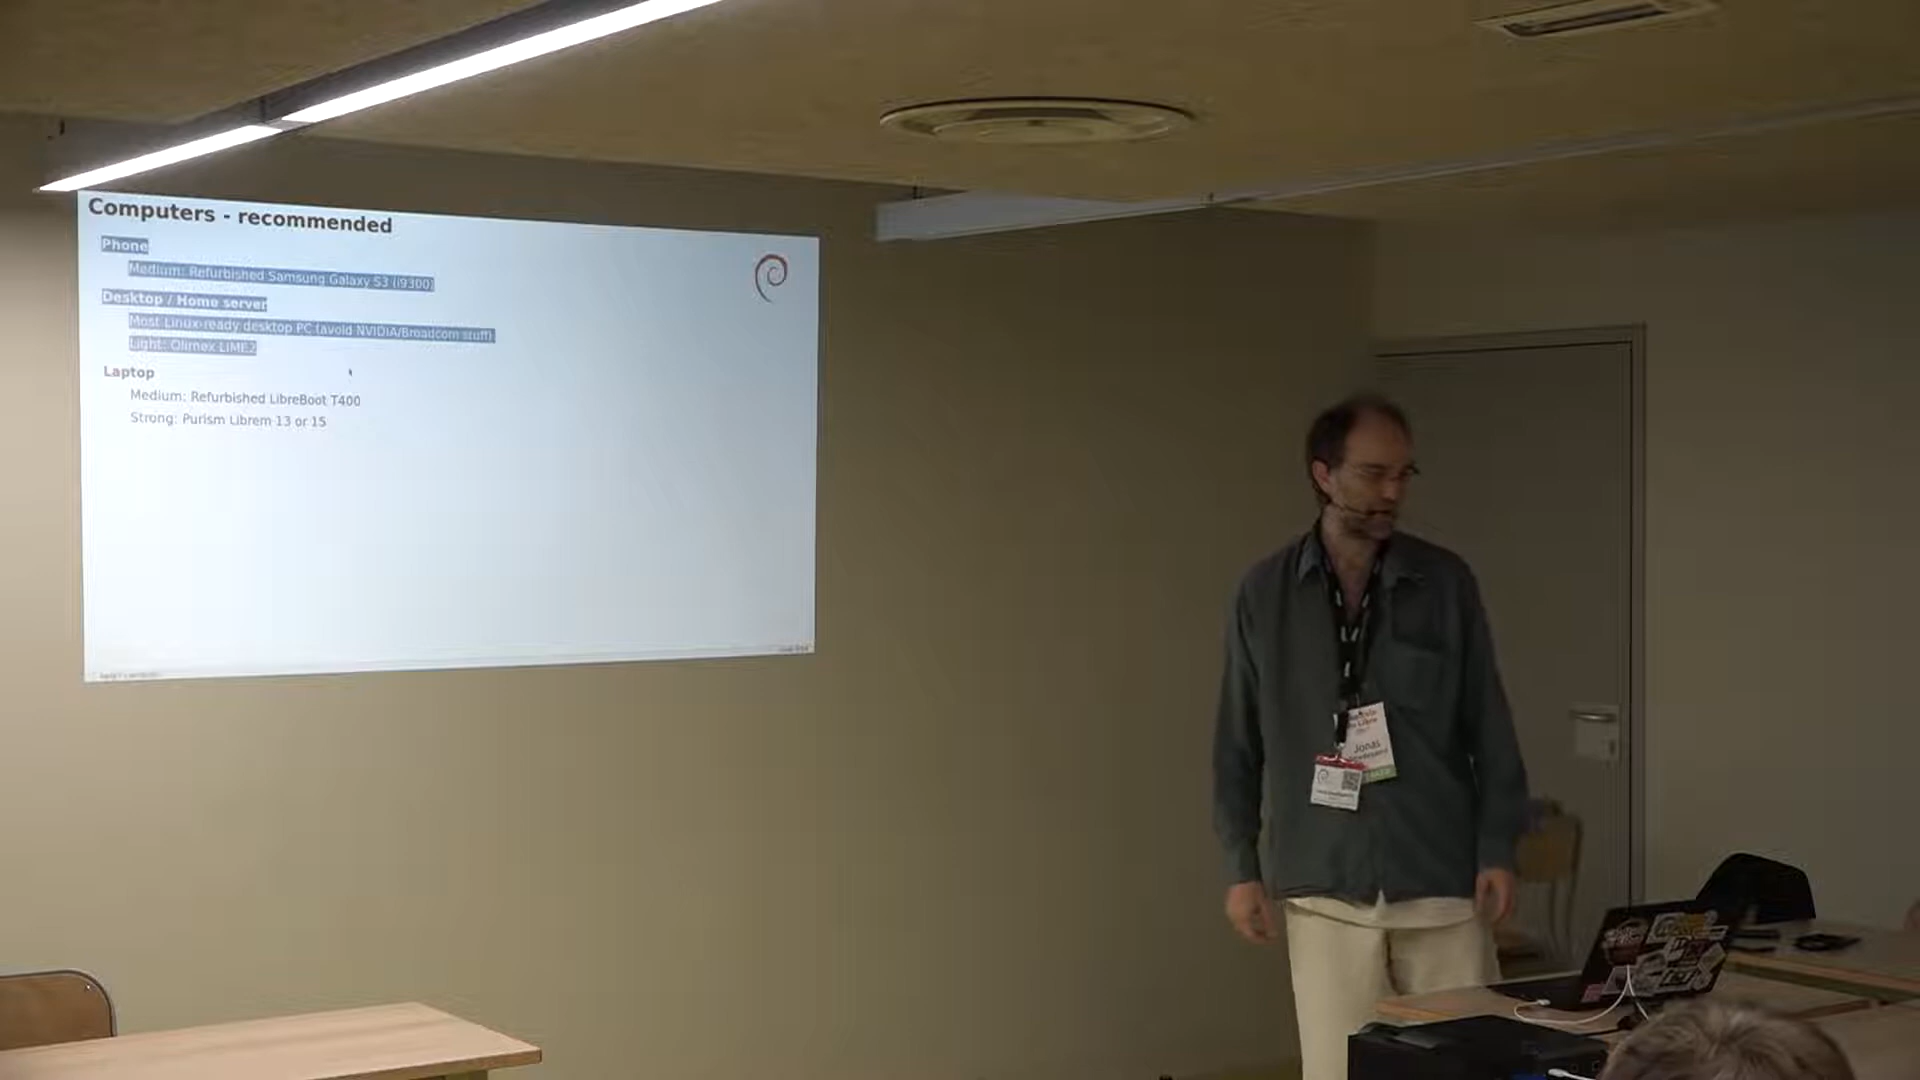 Computers - recommended
Phone
Medium: Refurbished Samsung Galaxy S3 (i9300)
Desktop / Home server
Most Linux-ready desktop PC (avoid NVIDIA/Broadcom stuff)
Light: Olimex LIME2
Laptop
Medium: Refurbished LibreBoot T400
Strong: Purism Librem 13 or 15
Jonas